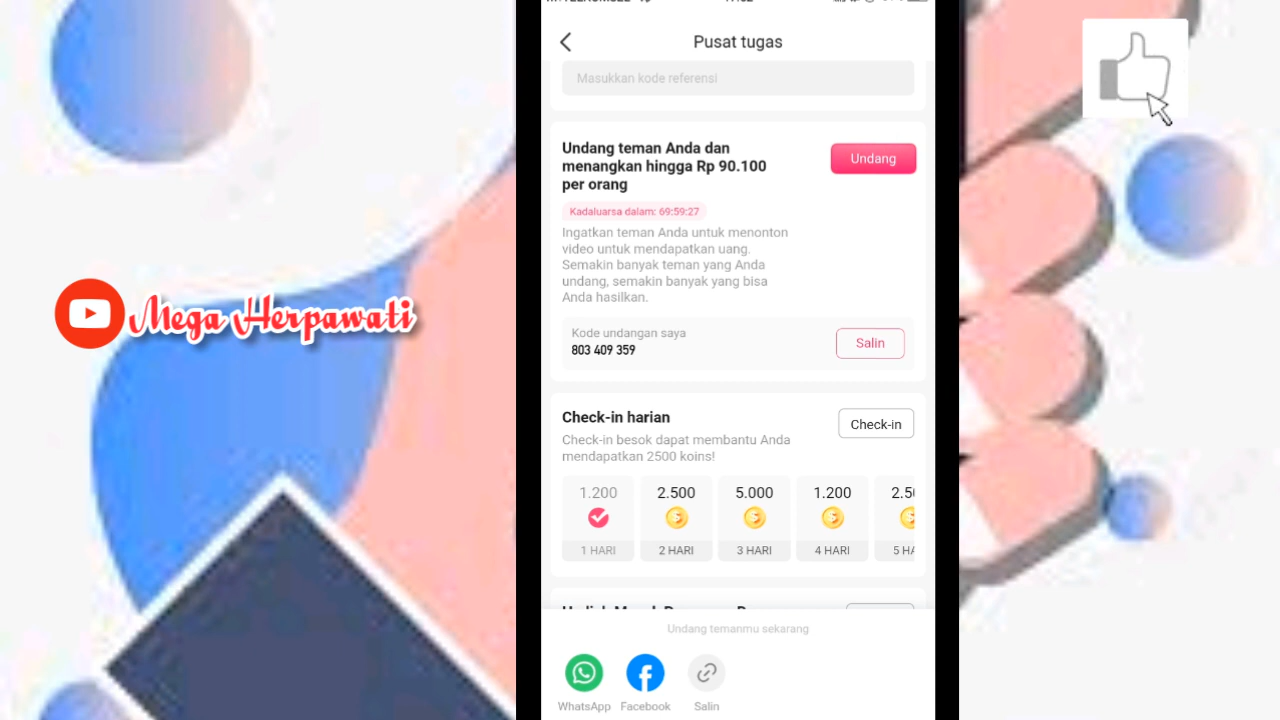 Pusat tugas
Masukkan kode referensi
Undang teman Anda dan
menangkan hingga Rp 90.100
per orang
Undang
Kadaluarsa dalam: 69:59:27
Ingatkan teman Anda untuk menonton
video untuk mendapatkan uang.
Semakin banyak teman yang Anda
undang, semakin banyak yang bisa
Anda hasilkan.
Kode undangan saya
803 409 359
Salin
Mega Herpawati
Check-in harian
Check-in
Check-in besok dapat membantu Anda
mendapatkan 2500 koins!
1.200 2.500 5.000 1.200
1 HARI 2 HARI 3 HARI 4 HARI
Undang temanmu sekarang
WhatsApp Facebook Salin